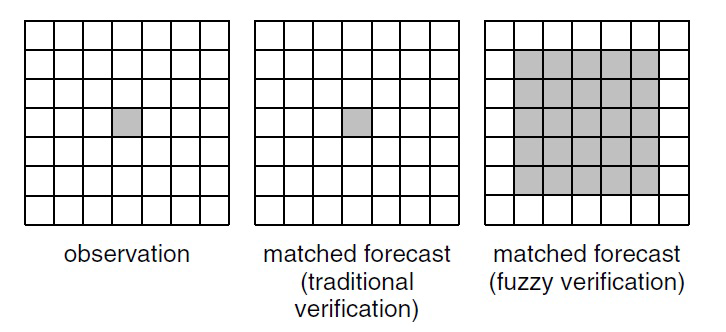 observation
matched forecast
(traditional
verification)
matched forecast
(fuzzy verification)